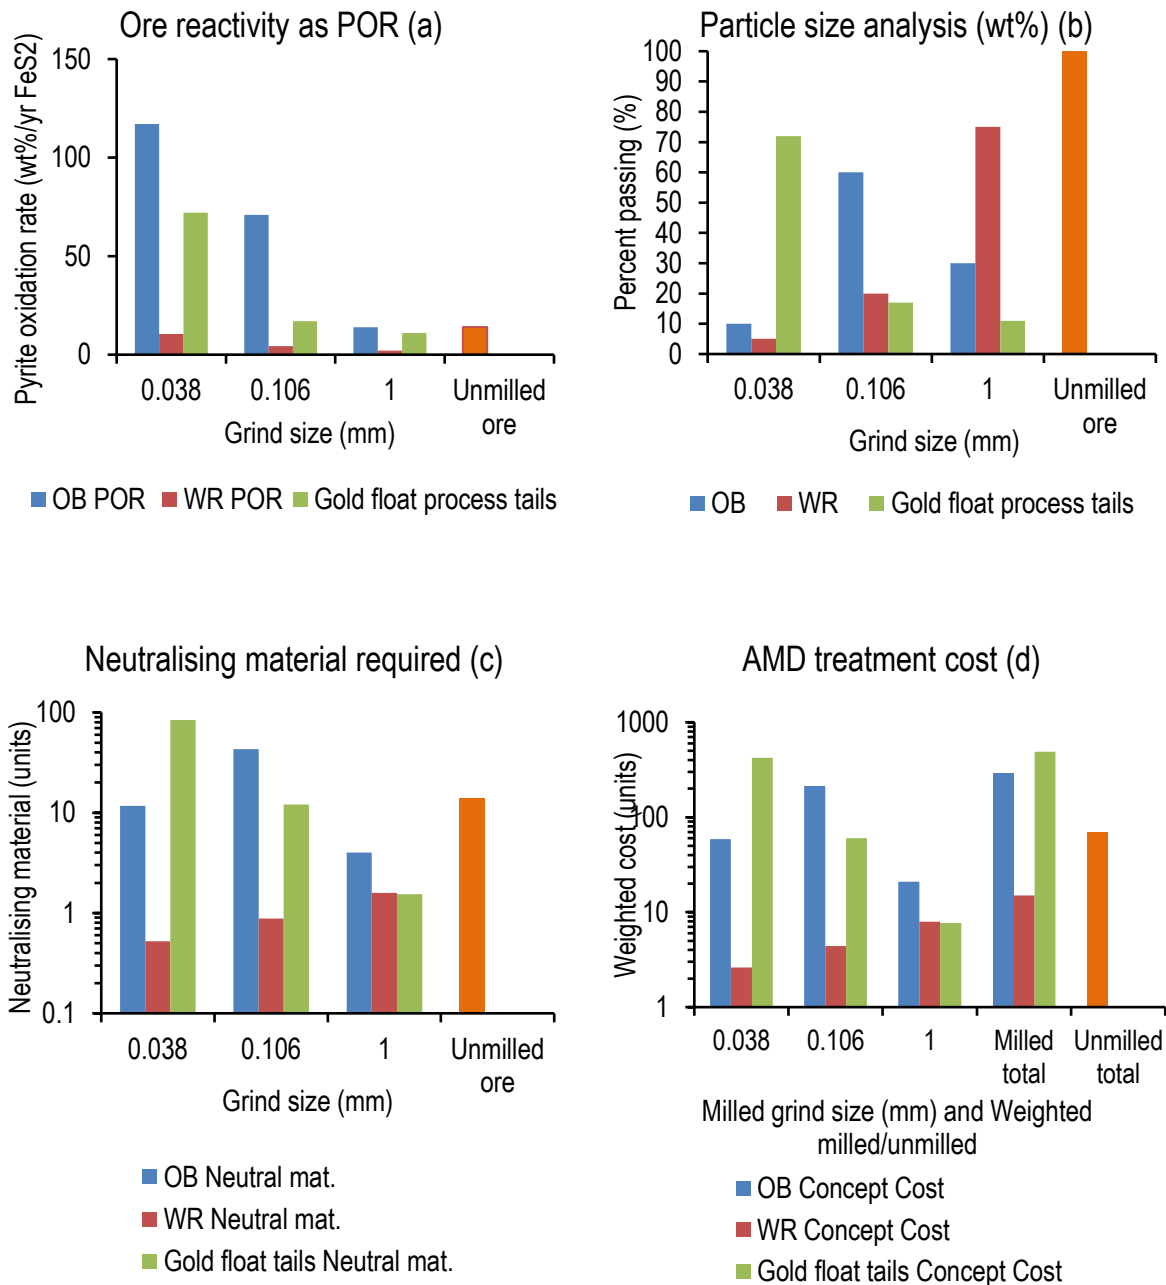 Ore reactivity as POR (a)
Pyrite oxidation rate (wt%/yr FeS2)
150
100
50
0
0.038
0.106
1
Unmilled
ore
Grind size (mm)
OB POR
WR POR
Gold float process tails
Particle size analysis (wt%) (b)
Percent passing (%)
100
90
80
70
60
50
40
30
20
10
0
0.038
0.106
1
Unmilled
ore
Grind size (mm)
OB
WR
Gold float process tails
Neutralising material required (c)
Neutralising material (units)
100
10
1
0.1
0.038
0.106
1
Unmilled
ore
Grind size (mm)
OB Neutral mat.
WR Neutral mat.
Gold float tails Neutral mat.
AMD treatment cost (d)
Weighted cost (units)
1000
100
10
1
0.038
0.106
1
Milled
total
Unmilled
total
Milled grind size (mm) and Weighted
milled/unmilled
OB Concept Cost
WR Concept Cost
Gold float tails Concept Cost